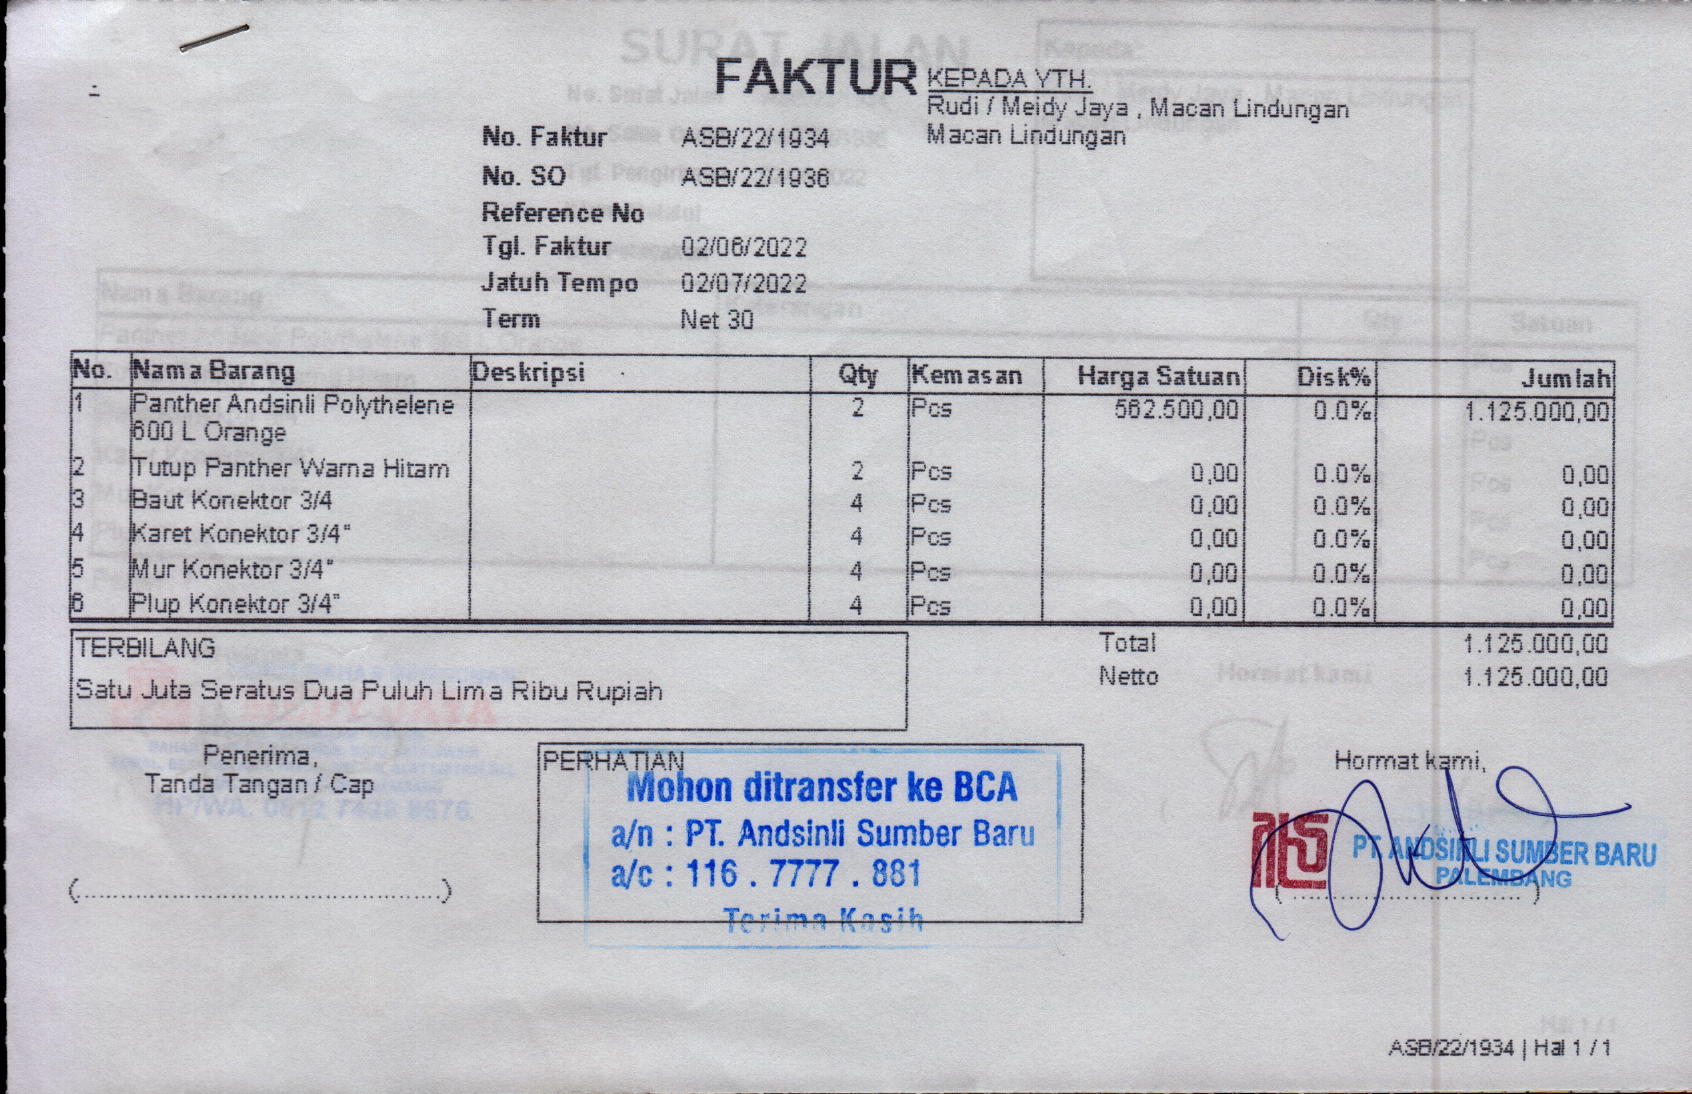 FAKTUR
KEPADA YTH.
Rudi / Meidy Jaya , Macan Lindungan
Macan Lindungan
No. Faktur ASB/22/1934
No. SO ASB/22/1936
Reference No
Tgl. Faktur 02/06/2022
Jatuh Tempo 02/07/2022
Term Net 30
No. Nama Barang Deskripsi Qty Kemasan Harga Satuan Disk% Jumlah
1 Panther Andsinli Polythelene 2 Pcs 562.500,00 0.0% 1.125.000,00
600 L Orange
2 Tutup Panther Warna Hitam 2 Pcs 0,00 0.0% 0,00
3 Baut Konektor 3/4 4 Pcs 0,00 0.0% 0,00
4 Karet Konektor 3/4" 4 Pcs 0,00 0.0% 0,00
5 Mur Konektor 3/4" 4 Pcs 0,00 0.0% 0,00
6 Plup Konektor 3/4" 4 Pcs 0,00 0.0% 0,00
TERBILANG
Satu Juta Seratus Dua Puluh Lima Ribu Rupiah
Total 1.125.000,00
Netto 1.125.000,00
Penerima,
Tanda Tangan / Cap
(................................................)
PERHATIAN
Mohon ditransfer ke BCA
a/n : PT. Andsinli Sumber Baru
a/c : 116 . 7777 . 881
Terima Kasih
Hormat kami,
PT. ANDSINLI SUMBER BARU
PALEMBANG
(..............................)
ASB/22/1934 | Hal 1 / 1